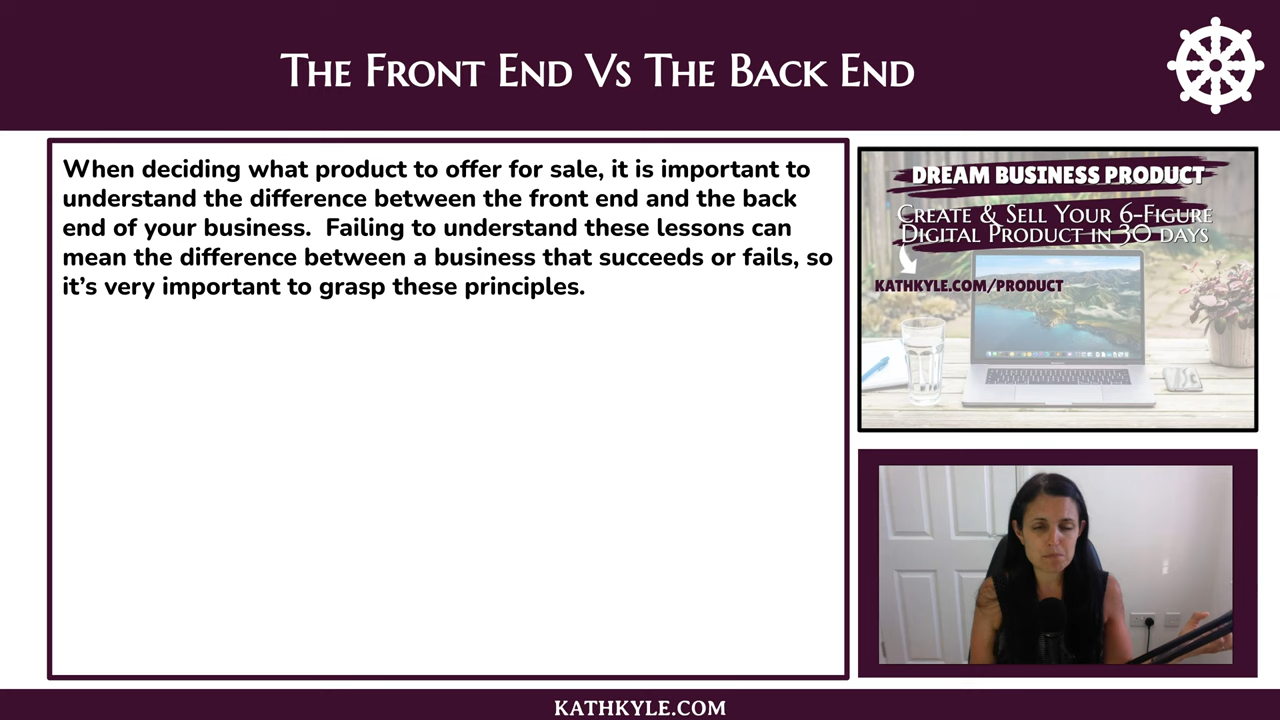 The Front End Vs The Back End
When deciding what product to offer for sale, it is important to
understand the difference between the front end and the back
end of your business.  Failing to understand these lessons can
mean the difference between a business that succeeds or fails, so
it's very important to grasp these principles.
DREAM BUSINESS PRODUCT
Create & Sell Your 6-Figure
Digital Product in 30 days
KATHKYLE.COM/PRODUCT
KATHKYLE.COM